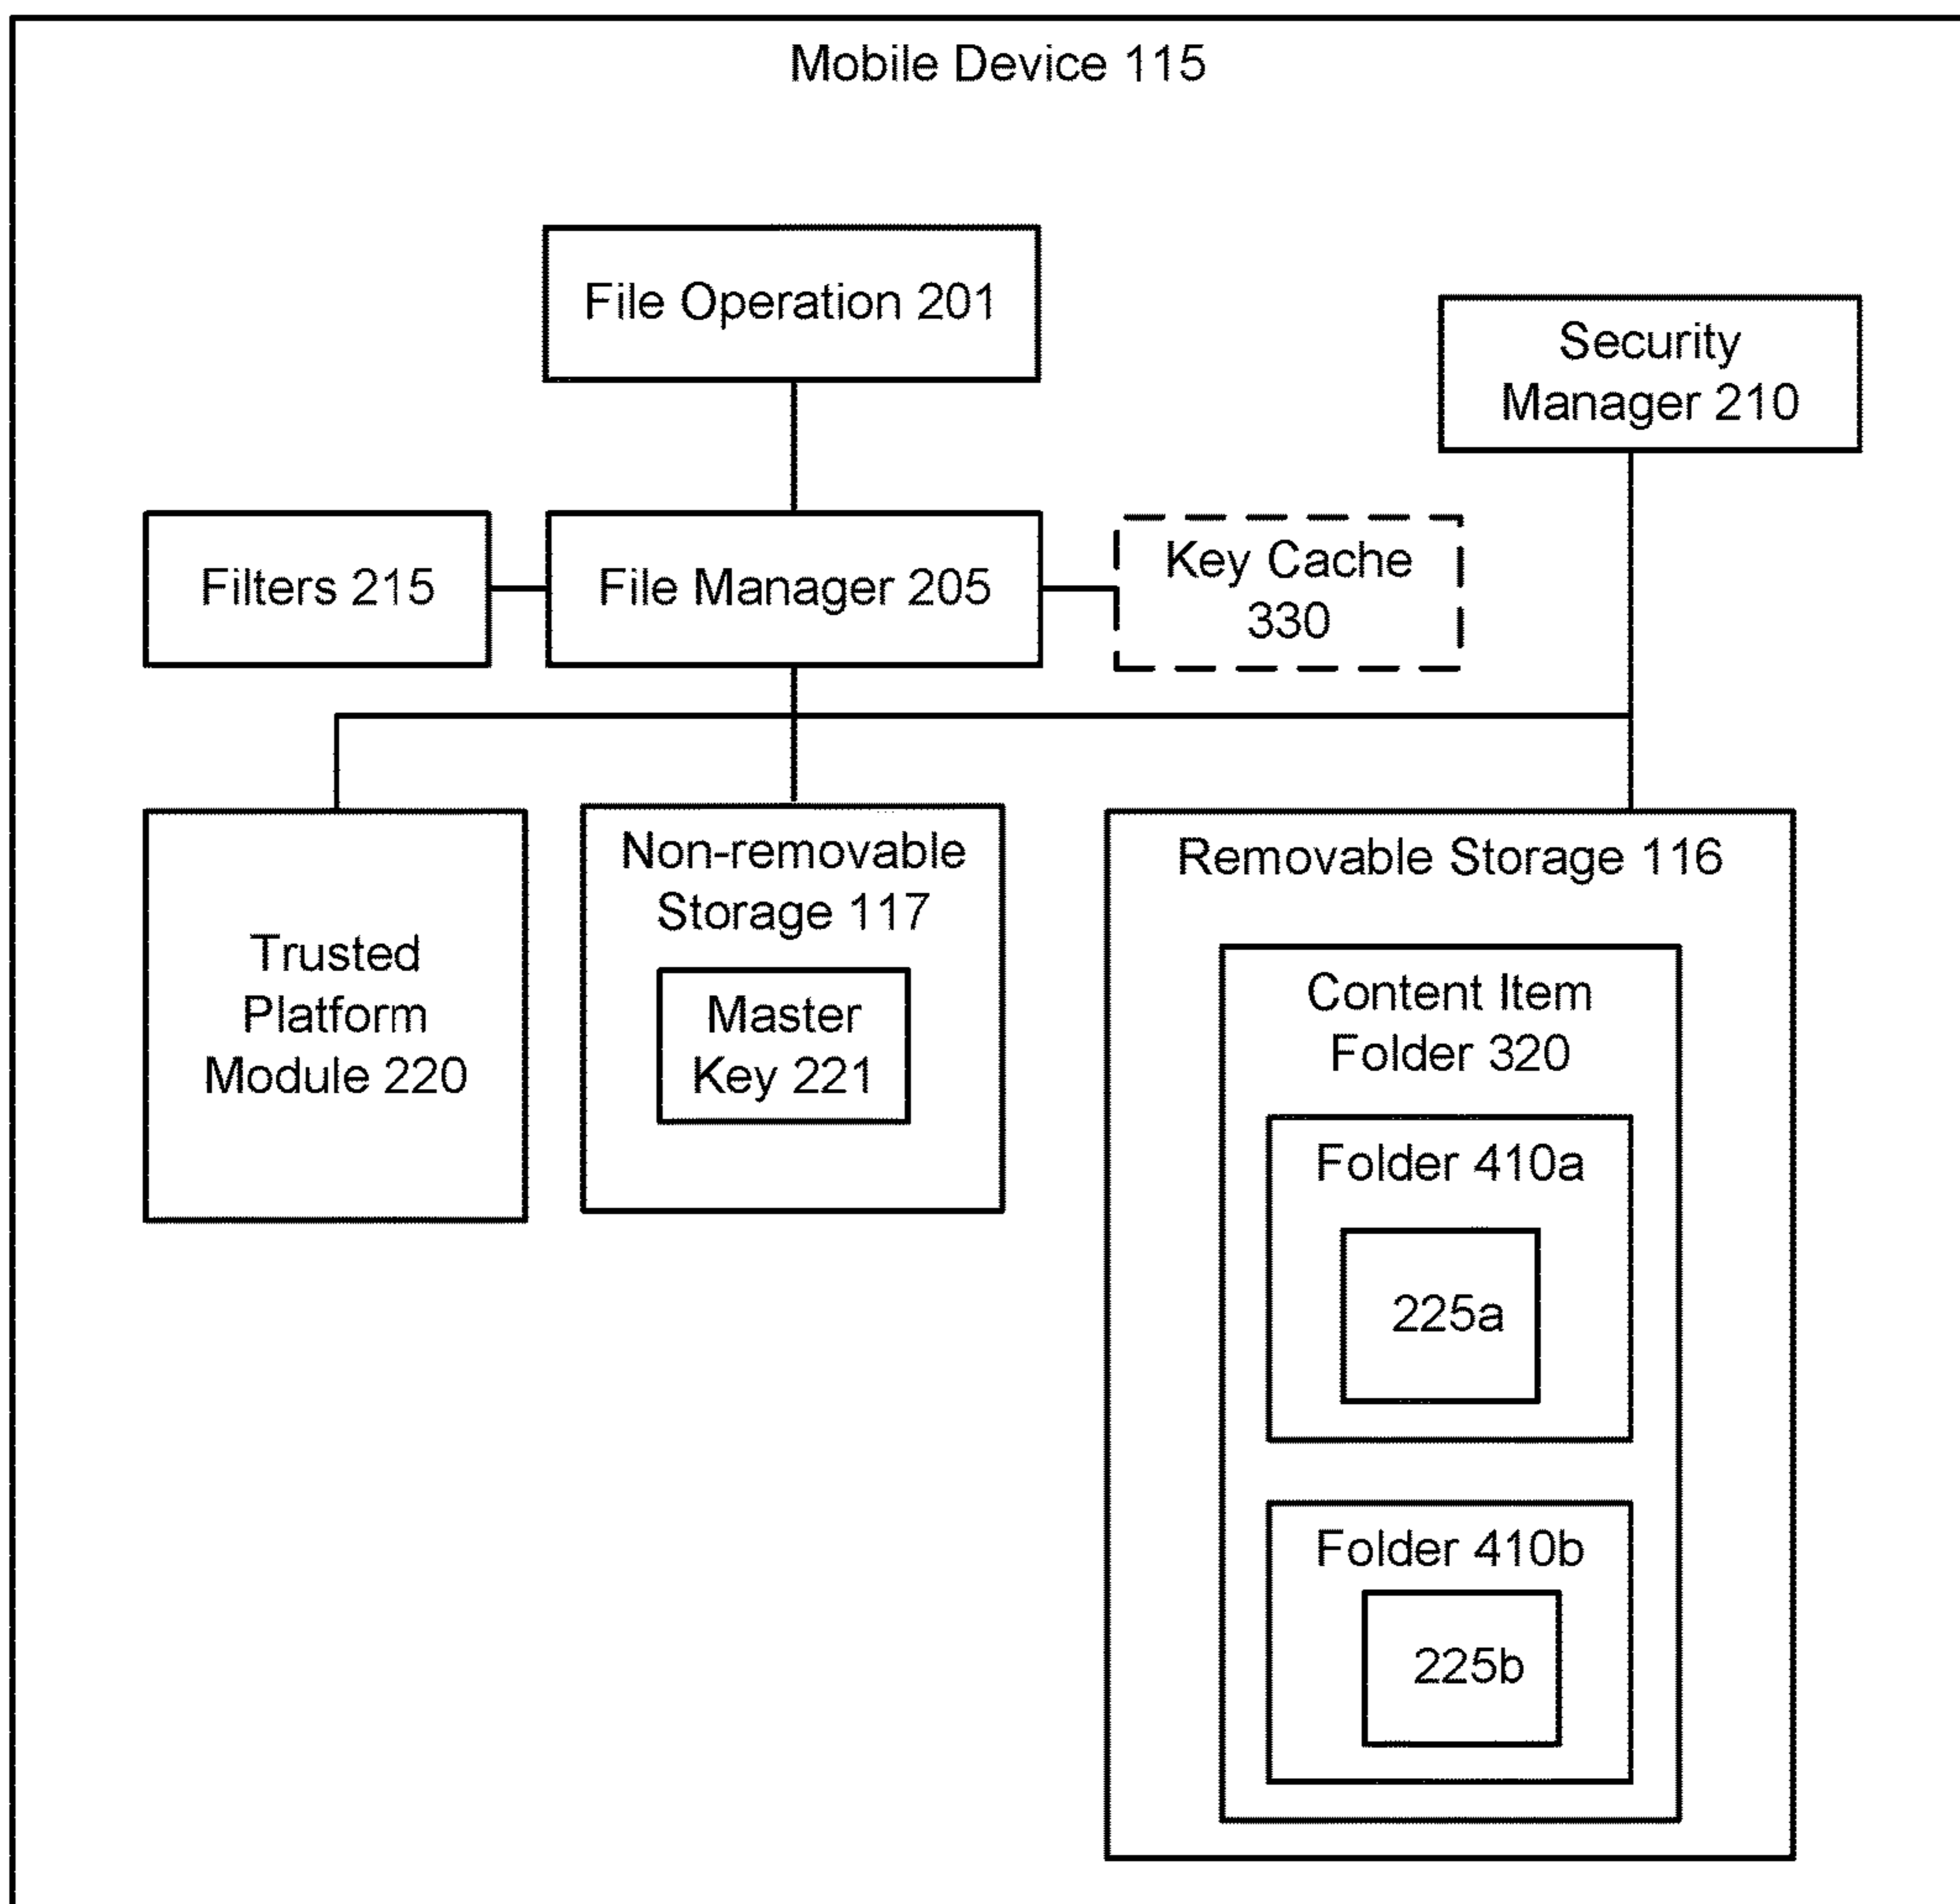 Mobile Device 115
File Operation 201
Security
Manager 210
Filters 215
File Manager 205
Key Cache
330
Trusted
Platform
Module 220
Non-removable
Storage 117
Master
Key 221
Removable Storage 116
Content Item
Folder 320
Folder 410a
225a
Folder 410b
225b